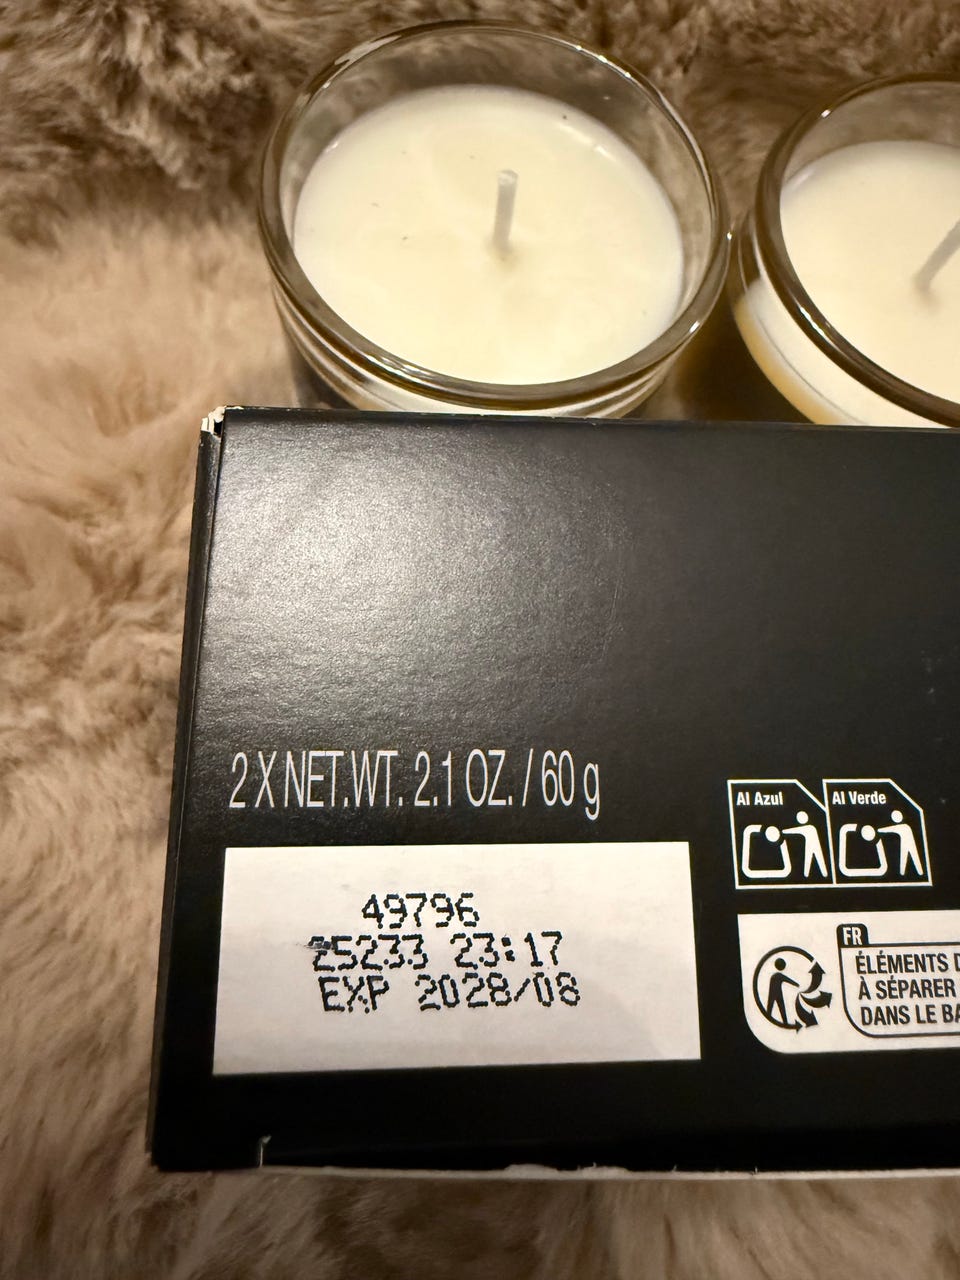 2 X NET.WT. 2.1 OZ. / 60 g
Al Azul
Al Verde
49796
25233 23:17
EXP 2028/08
FR
ÉLÉMENTS
À SÉPARER
DANS LE